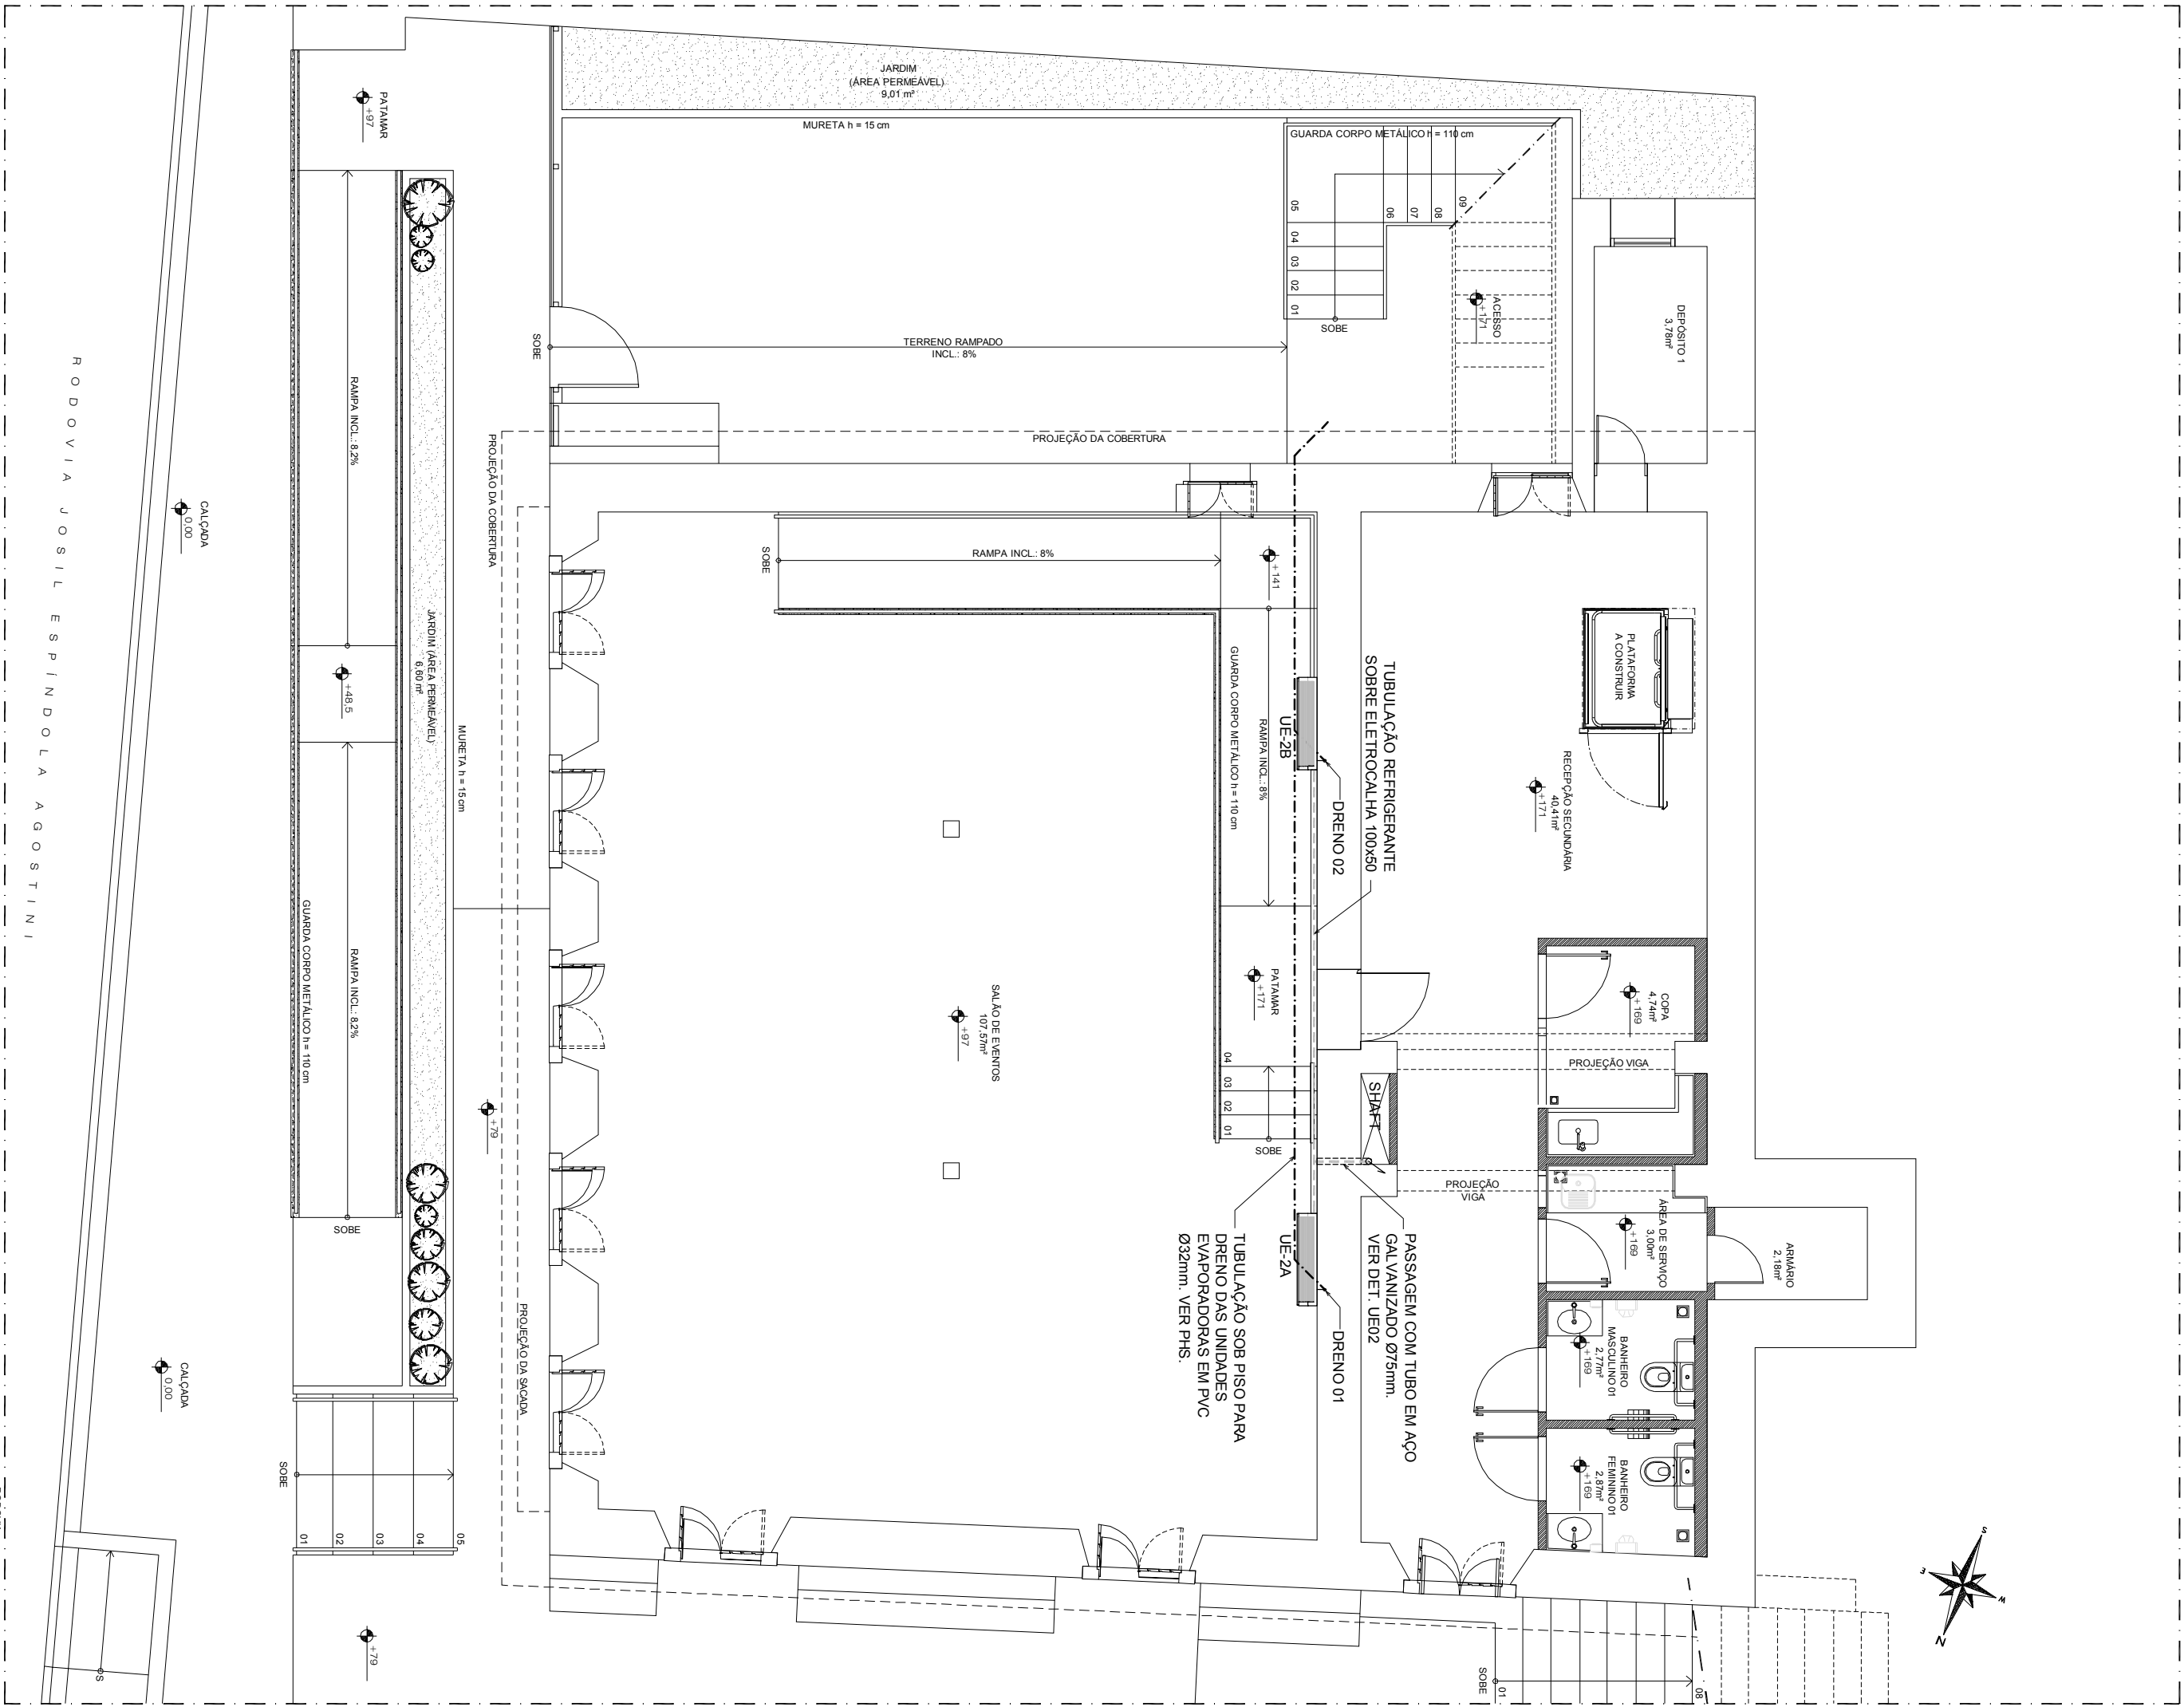 JARDIM
(ÁREA PERMEÁVEL)
9,01 m²
MURETA h = 15 cm
GUARDA CORPO METÁLICO h = 110 cm
PATAMAR
+97
05
04
03
02
01
06
07
08
09
SOBE
ACESSO
+171
DEPÓSITO 1
3,78m²
TERRENO RAMPADO
INCL.: 8%
SOBE
PROJEÇÃO DA COBERTURA
PROJEÇÃO DA COBERTURA
RAMPA INCL.: 8,2%
RODOVIA JOSIL ESPÍNDOLA AGOSTINI
CALÇADA
0,00
RAMPA INCL.: 8%
SOBE
+141
JARDIM (ÁREA PERMEÁVEL)
6,60 m²
+48,5
MURETA h = 15 cm
GUARDA CORPO METÁLICO h = 110 cm
RAMPA INCL.: 8%
UE-2B
DRENO 02
TUBULAÇÃO REFRIGERANTE
SOBRE ELETROCALHA 100x50
PLATAFORMA
A CONSTRUIR
RECEPÇÃO SECUNDÁRIA
40,41m²
+171
GUARDA CORPO METÁLICO h = 110 cm
RAMPA INCL.: 8,2%
SALÃO DE EVENTOS
107,57m²
+97
PATAMAR
+171
COPA
4,74m²
+169
PROJEÇÃO VIGA
04
03
02
01
SOBE
SHAFT
+79
PROJEÇÃO
VIGA
ÁREA DE SERVIÇO
3,00m²
+169
ARMÁRIO
2,18m²
SOBE
TUBULAÇÃO SOB PISO PARA
DRENO DAS UNIDADES
EVAPORADORAS EM PVC
Ø32mm. VER PHS.
UE-2A
DRENO 01
PASSAGEM COM TUBO EM AÇO
GALVANIZADO Ø75mm.
VER DET. UE02
BANHEIRO
MASCULINO 01
2,77m²
+169
BANHEIRO
FEMININO 01
2,87m²
+169
PROJEÇÃO DA SACADA
CALÇADA
0,00
SOBE
01
02
03
04
05
+79
S
SOBE
01
08
S
E
W
N